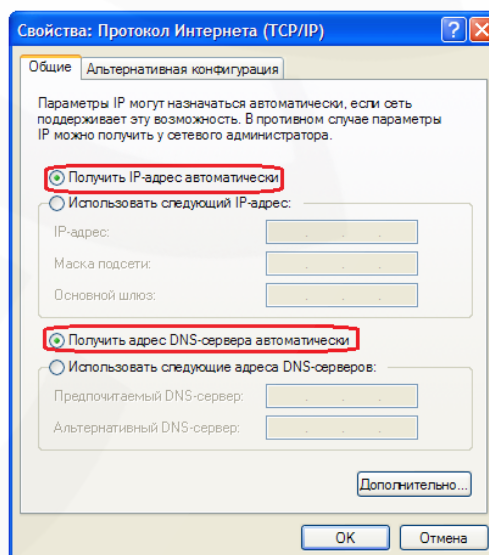 Свойства: Протокол Интернета (TCP/IP)
Общие
Альтернативная конфигурация
Параметры IP могут назначаться автоматически, если сеть
поддерживает эту возможность. В противном случае параметры
IP можно получить у сетевого администратора.
Получить IP-адрес автоматически
Использовать следующий IP-адрес:
IP-адрес:
Маска подсети:
Основной шлюз:
Получить адрес DNS-сервера автоматически
Использовать следующие адреса DNS-серверов:
Предпочитаемый DNS-сервер:
Альтернативный DNS-сервер:
Дополнительно...
OK
Отмена